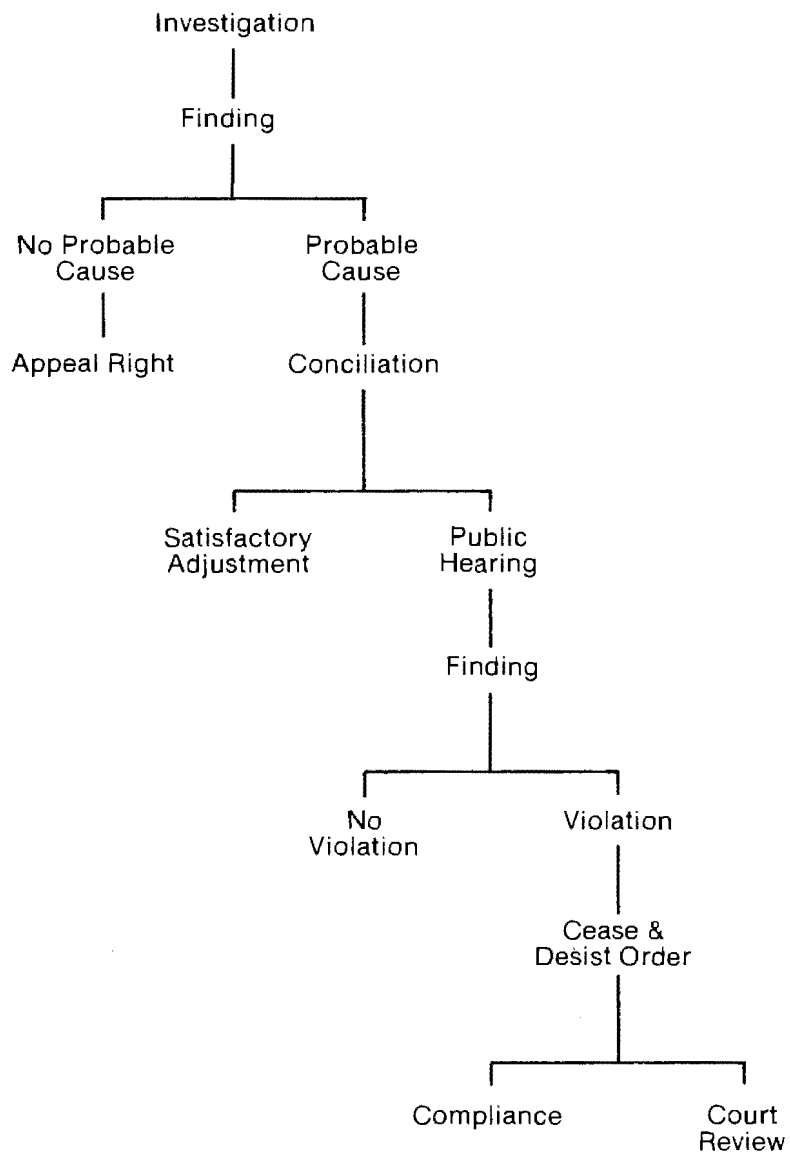 Investigation
Finding
No Probable
Cause
Probable
Cause
Appeal Right
Conciliation
Satisfactory
Adjustment
Public
Hearing
Finding
No
Violation
Violation
Cease &
Desist Order
Compliance
Court
Review